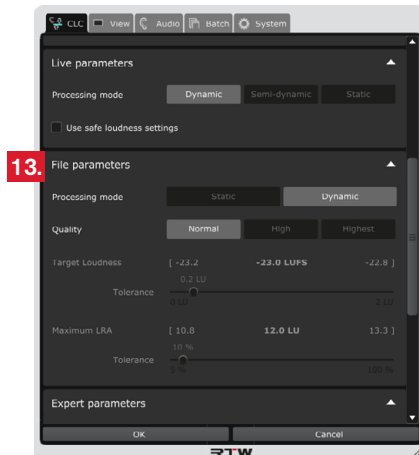 CLC View Audio Batch System
Live parameters
Processing mode Dynamic Semi-dynamic Static
Use safe loudness settings
13. File parameters
Processing mode Static Dynamic
Quality Normal High Highest
Target Loudness [ -23.2 -23.0 LUFS -22.8 ]
0.2 LU
Tolerance
0 LU 2 LU
Maximum LRA [ 10.8 12.0 LU 13.3 ]
10 %
Tolerance
5 % 100 %
Expert parameters
OK Cancel
RTW